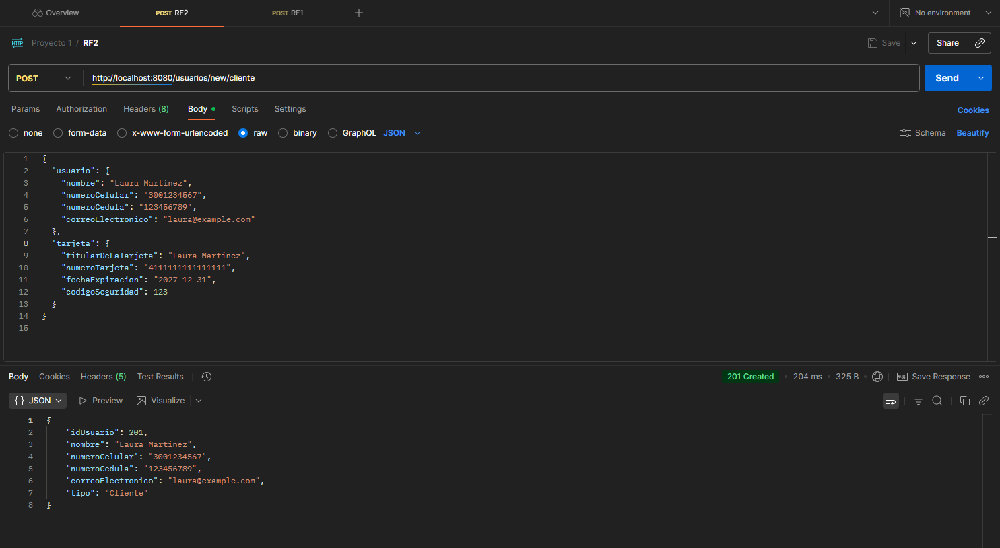 Overview POST RF2 POST RF1 + No environment
HTTP Proyecto 1 / RF2 Save Share
POST http://localhost:8080/usuarios/new/cliente Send
Params Authorization Headers (8) Body Scripts Settings Cookies
none form-data x-www-form-urlencoded raw binary GraphQL JSON Schema Beautify
1 {
2 "usuario": {
3 "nombre": "Laura Martinez",
4 "numeroCelular": "3001234567",
5 "numeroCedula": "123456789",
6 "correoElectronico": "laura@example.com"
7 },
8 "tarjeta": {
9 "titularDeLaTarjeta": "Laura Martinez",
10 "numeroTarjeta": "4111111111111111",
11 "fechaExpiracion": "2027-12-31",
12 "codigoSeguridad": 123
13 }
14 }
15
Body Cookies Headers (5) Test Results 201 Created 204 ms 325 B e.g. Save Response
{} JSON Preview Visualize
1 {
2 "idUsuario": 201,
3 "nombre": "Laura Martinez",
4 "numeroCelular": "3001234567",
5 "numeroCedula": "123456789",
6 "correoElectronico": "laura@example.com",
7 "tipo": "Cliente"
8 }